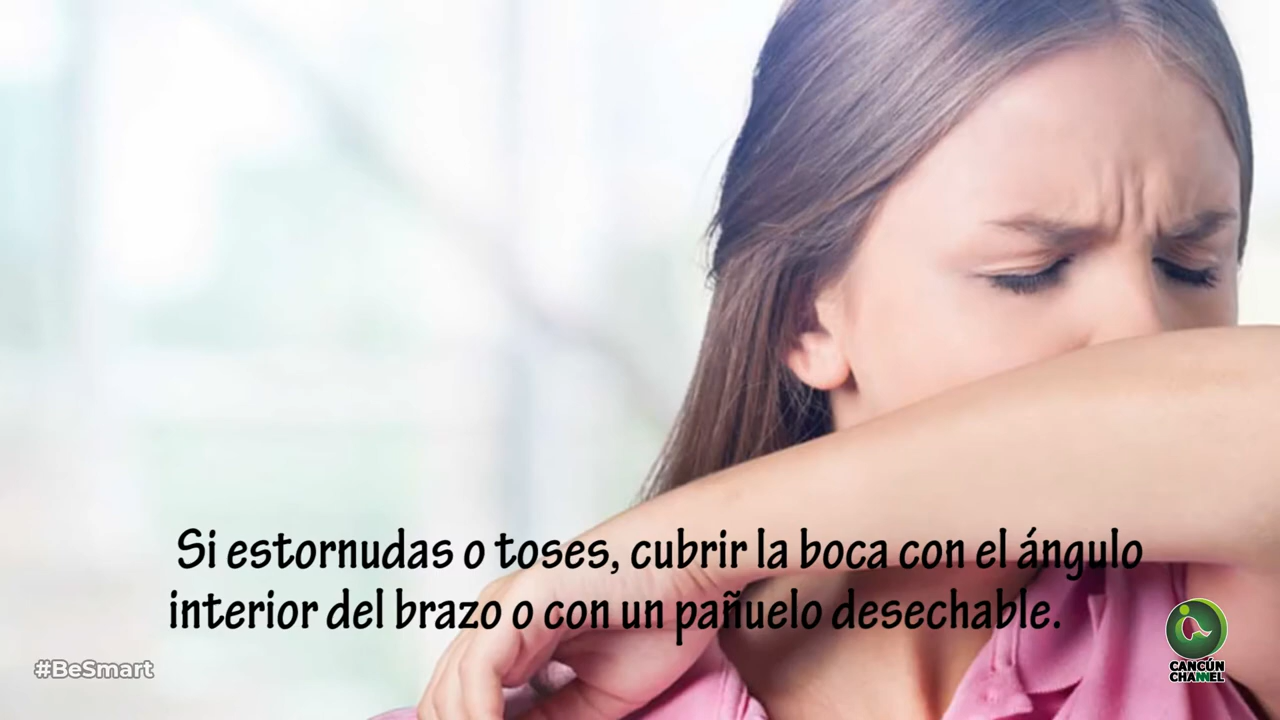 Si estornudas o toses, cubrir la boca con el ángulo
interior del brazo o con un pañuelo desechable.
#BeSmart
CANCÚN
CHANNEL